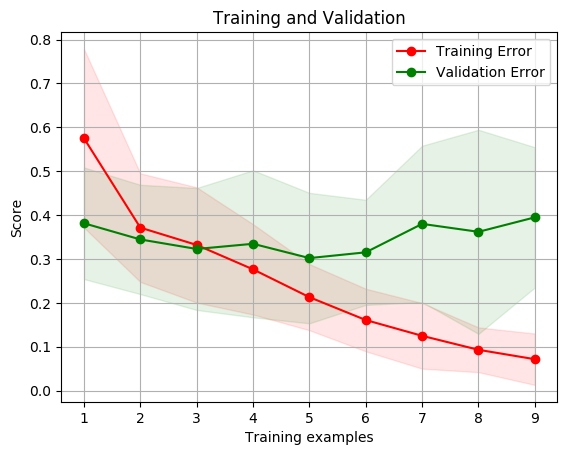 Training and Validation
Training Error
Validation Error
Score
0.8
0.7
0.6
0.5
0.4
0.3
0.2
0.1
0.0
1 2 3 4 5 6 7 8 9
Training examples